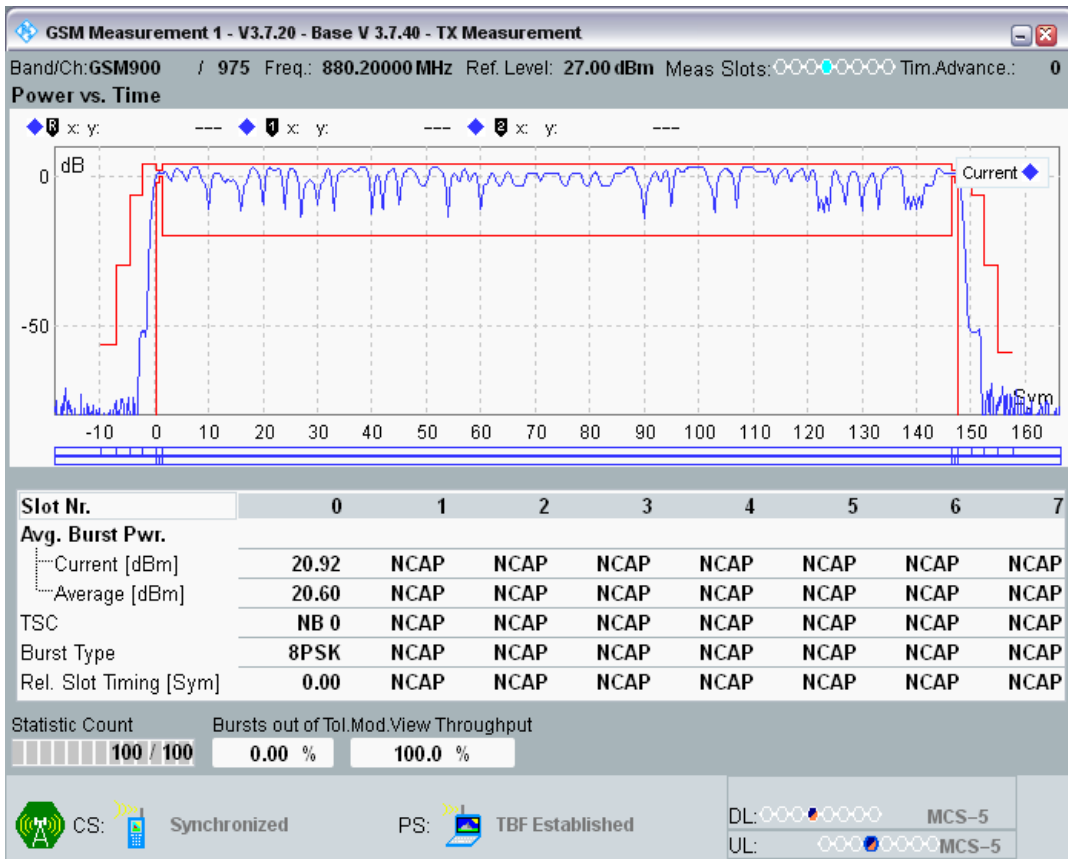 GSM Measurement 1 - V3.7.20 - Base V 3.7.40 - TX Measurement
Band/Ch:GSM900 / 975 Freq.: 880.20000 MHz Ref. Level: 27.00 dBm Meas Slots: Tim.Advance.: 0
Power vs. Time
R x: y: --- 1 x: y: --- 2 x: y: ---
dB
Current
0
-50
Sym
-10 0 10 20 30 40 50 60 70 80 90 100 110 120 130 140 150 160
Slot Nr. 0 1 2 3 4 5 6 7
Avg. Burst Pwr.
Current [dBm] 20.92 NCAP NCAP NCAP NCAP NCAP NCAP NCAP
Average [dBm] 20.60 NCAP NCAP NCAP NCAP NCAP NCAP NCAP
TSC NB 0 NCAP NCAP NCAP NCAP NCAP NCAP NCAP
Burst Type 8PSK NCAP NCAP NCAP NCAP NCAP NCAP NCAP
Rel. Slot Timing [Sym] 0.00 NCAP NCAP NCAP NCAP NCAP NCAP NCAP
Statistic Count Bursts out of Tol.Mod.View Throughput
100 / 100 0.00 % 100.0 %
CS: Synchronized PS: TBF Established DL: MCS-5
UL: MCS-5